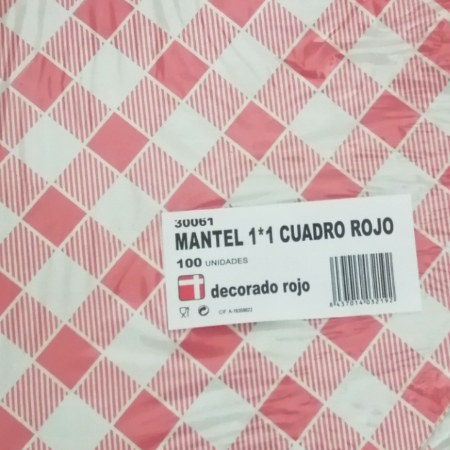 30061
MANTEL 1*1 CUADRO ROJO
100 UNIDADES
decorado rojo